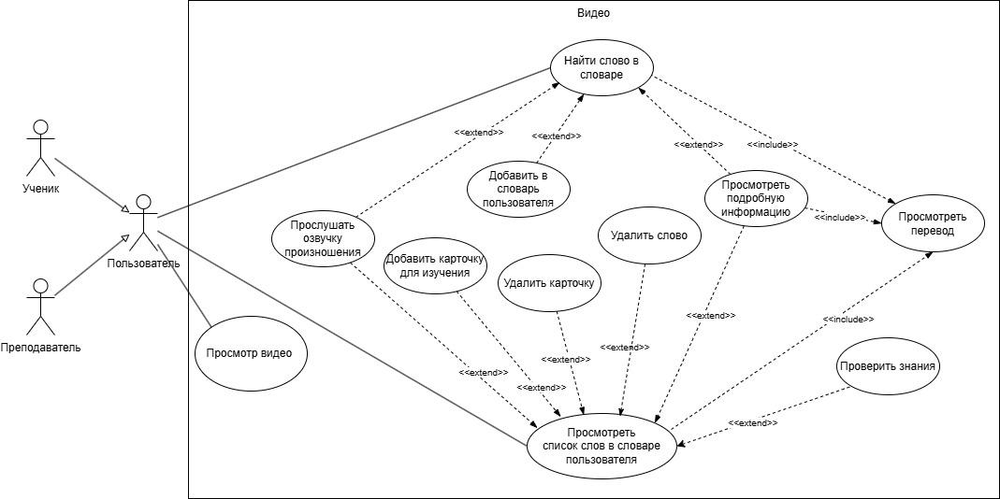 Видео
Найти слово в
словаре
<<extend>>
<<extend>>
<<extend>>
<<include>>
Ученик
Добавить в
словарь
пользователя
Просмотреть
подробную
информацию
<<include>>
Просмотреть
перевод
Прослушать
озвучку
произношения
Удалить слово
Пользователь
Добавить карточку
для изучения
Удалить карточку
<<extend>>
<<include>>
Преподаватель
Просмотр видео
<<extend>>
<<extend>>
<<extend>>
<<extend>>
Проверить знания
<<extend>>
Просмотреть
список слов в словаре
пользователя